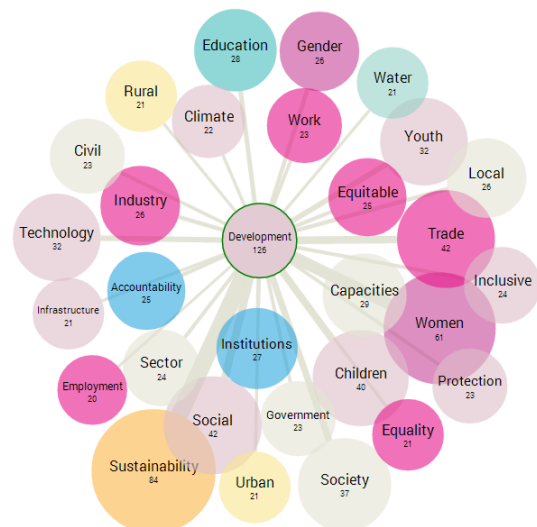 Education
28
Gender
26
Water
21
Rural
21
Climate
22
Work
23
Youth
32
Civil
23
Local
26
Industry
26
Equitable
25
Technology
32
Development
126
Trade
42
Accountability
25
Capacities
29
Inclusive
24
Infrastructure
21
Women
61
Institutions
27
Sector
24
Children
40
Protection
23
Employment
20
Social
42
Government
23
Equality
21
Sustainability
84
Urban
21
Society
37